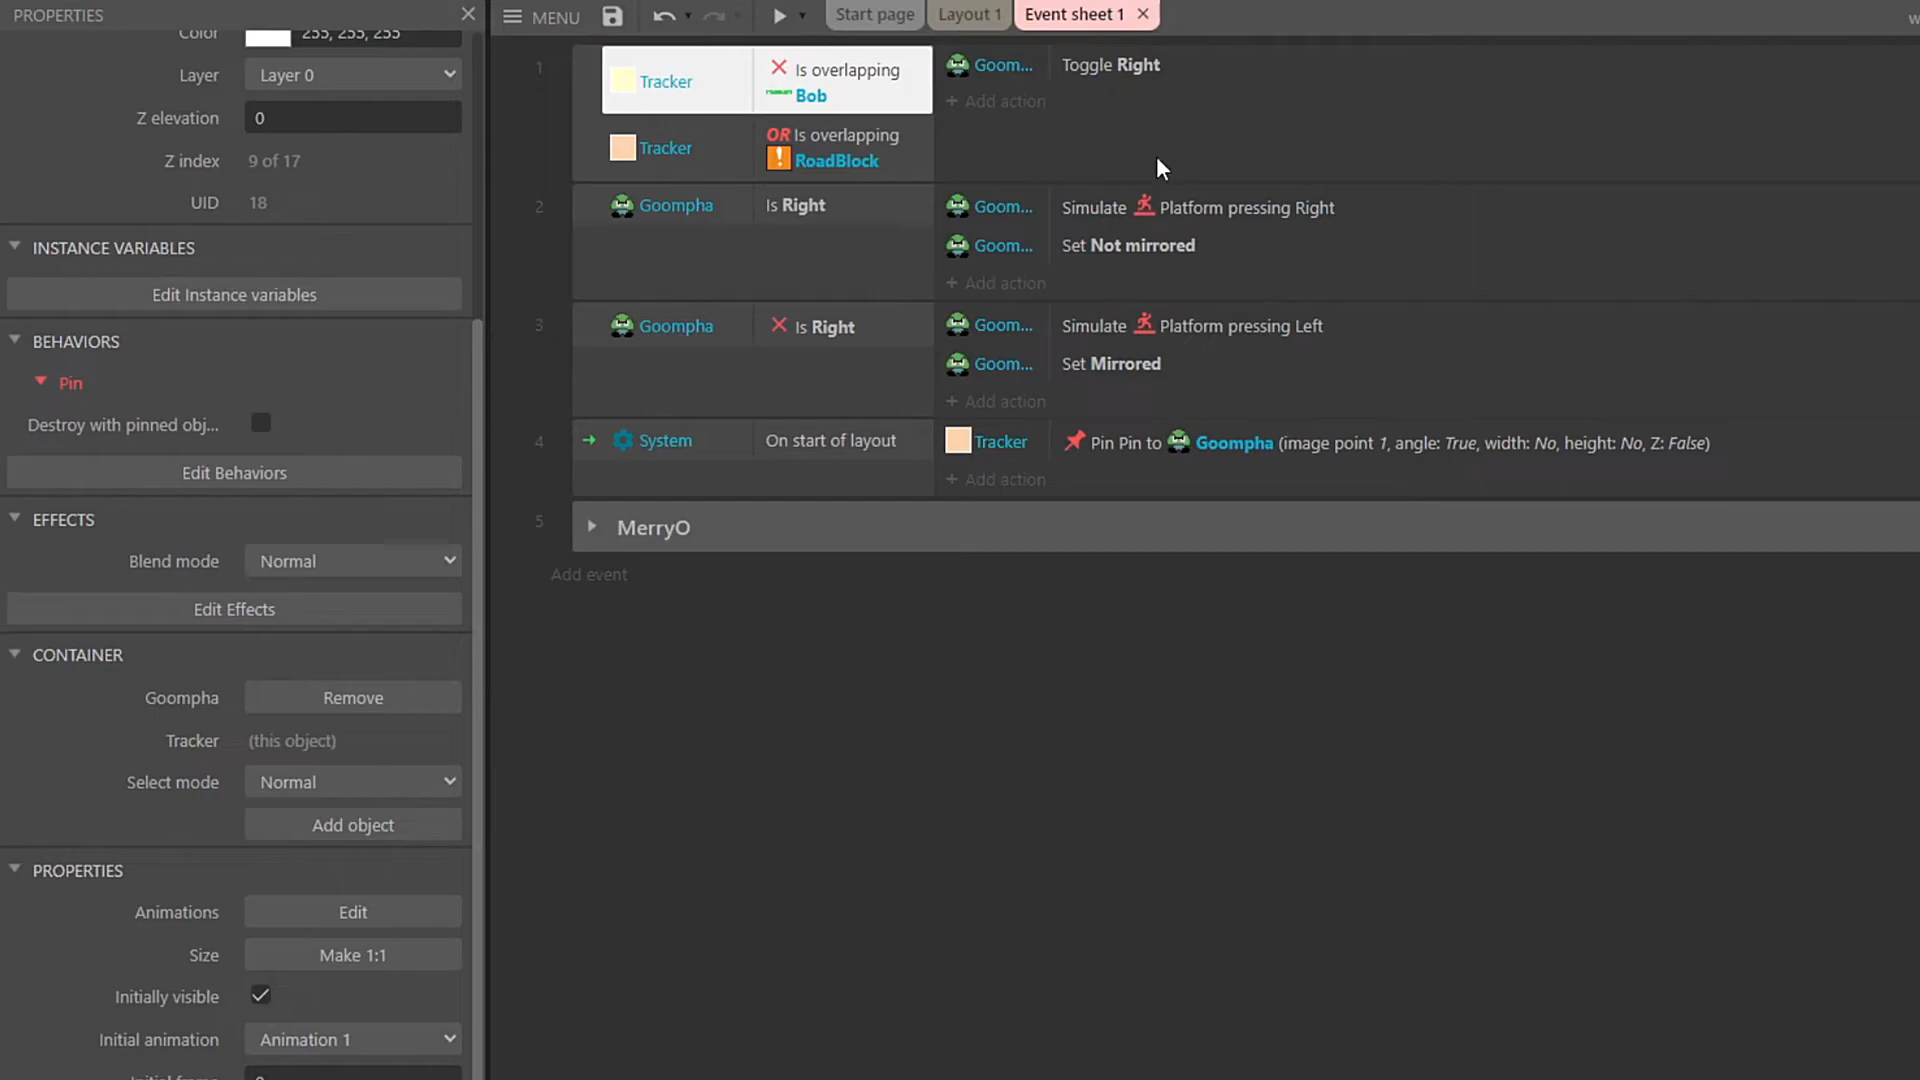 PROPERTIES
Color 255, 255, 255
Layer Layer 0
Z elevation 0
Z index 9 of 17
UID 18
INSTANCE VARIABLES
Edit Instance variables
BEHAVIORS
Pin
Destroy with pinned obj...
Edit Behaviors
EFFECTS
Blend mode Normal
Edit Effects
CONTAINER
Goompha Remove
Tracker (this object)
Select mode Normal
Add object
PROPERTIES
Animations Edit
Size Make 1:1
Initially visible
Initial animation Animation 1
MENU Start page Layout 1 Event sheet 1
1 Tracker Is overlapping
Bob
Goom... Toggle Right
+ Add action
Tracker OR Is overlapping
! RoadBlock
2 Goompha Is Right Goom... Simulate Platform pressing Right
Goom... Set Not mirrored
+ Add action
3 Goompha Is Right Goom... Simulate Platform pressing Left
Goom... Set Mirrored
+ Add action
4 System On start of layout Tracker Pin Pin to Goompha (image point 1, angle: True, width: No, height: No, Z: False)
+ Add action
5 MerryO
Add event